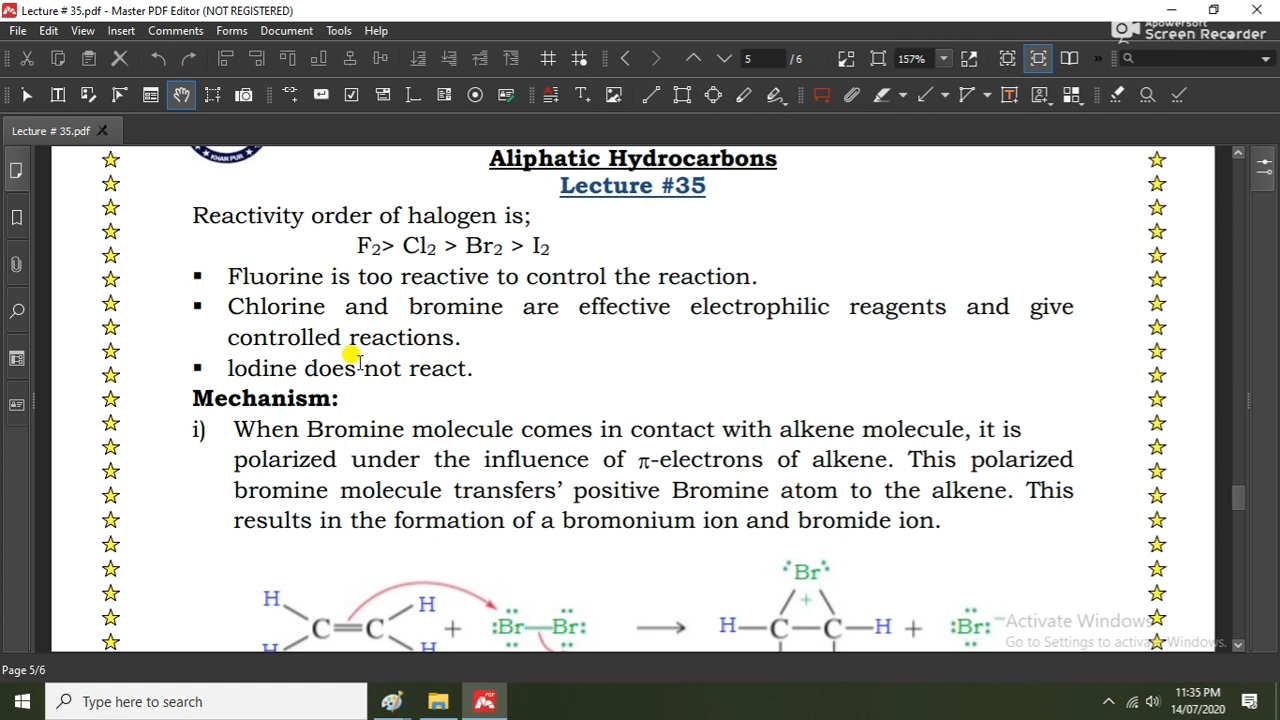 Lecture # 35.pdf - Master PDF Editor (NOT REGISTERED)
File Edit View Insert Comments Forms Document Tools Help
Apowersoft
Screen Recorder
5 / 6 157%
Lecture # 35.pdf
KHAN PUR
Aliphatic Hydrocarbons
Lecture #35
Reactivity order of halogen is;
F2> Cl2 > Br2 > I2
▪ Fluorine is too reactive to control the reaction.
▪ Chlorine and bromine are effective electrophilic reagents and give
controlled reactions.
▪ lodine does not react.
Mechanism:
i) When Bromine molecule comes in contact with alkene molecule, it is
polarized under the influence of π-electrons of alkene. This polarized
bromine molecule transfers’ positive Bromine atom to the alkene. This
results in the formation of a bromonium ion and bromide ion.
Br
+
H H
C=C + :Br—Br: → H—C—C—H + :Br:
H H
Activate Windows
Go to Settings to activate Windows.
Page 5/6
Type here to search
11:35 PM
14/07/2020